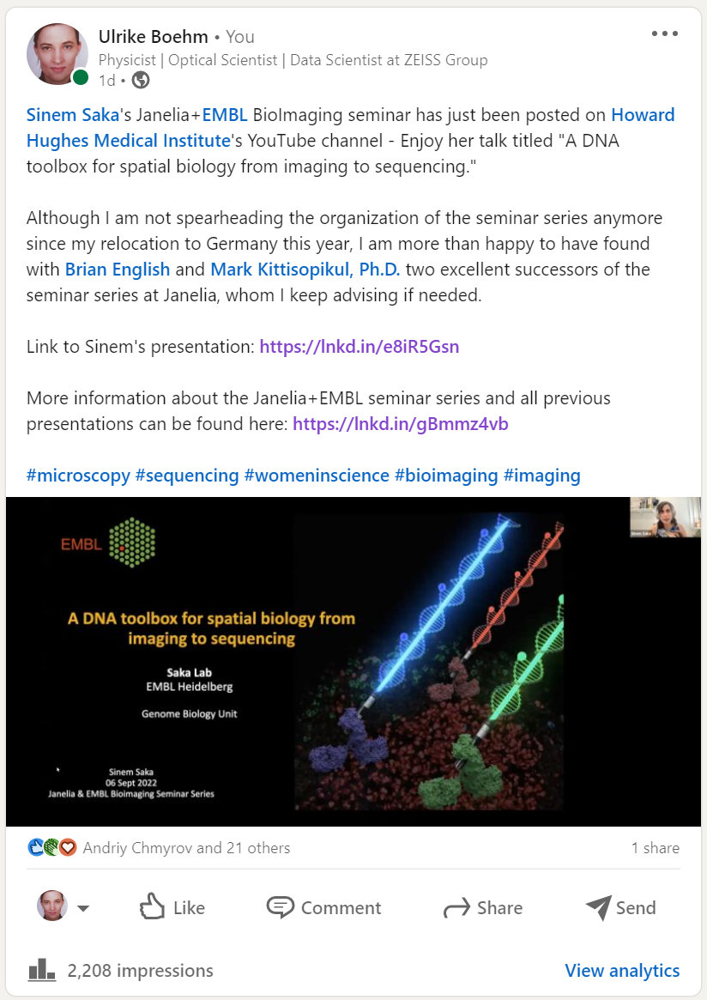 Ulrike Boehm • You
Physicist | Optical Scientist | Data Scientist at ZEISS Group
1d •
Sinem Saka's Janelia+EMBL BioImaging seminar has just been posted on Howard
Hughes Medical Institute's YouTube channel - Enjoy her talk titled "A DNA
toolbox for spatial biology from imaging to sequencing."
Although I am not spearheading the organization of the seminar series anymore
since my relocation to Germany this year, I am more than happy to have found
with Brian English and Mark Kittisopikul, Ph.D. two excellent successors of the
seminar series at Janelia, whom I keep advising if needed.
Link to Sinem's presentation: https://lnkd.in/e8iR5Gsn
More information about the Janelia+EMBL seminar series and all previous
presentations can be found here: https://lnkd.in/gBmmz4vb
#microscopy #sequencing #womeninscience #bioimaging #imaging
EMBL
A DNA toolbox for spatial biology from
imaging to sequencing
Saka Lab
EMBL Heidelberg
Genome Biology Unit
Sinem Saka
06 Sept 2022
Janelia & EMBL Bioimaging Seminar Series
Sinem Saka
Andriy Chmyrov and 21 others
1 share
Like
Comment
Share
Send
2,208 impressions
View analytics